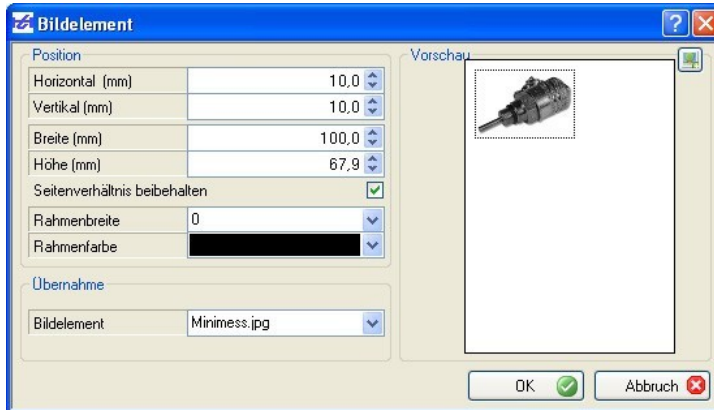 Bildelement
Position
Horizontal (mm) 10,0
Vertikal (mm) 10,0
Breite (mm) 100,0
Höhe (mm) 67,9
Seitenverhältnis beibehalten
Rahmenbreite 0
Rahmenfarbe
Übernahme
Bildelement Minimess.jpg
Vorschau
OK Abbruch